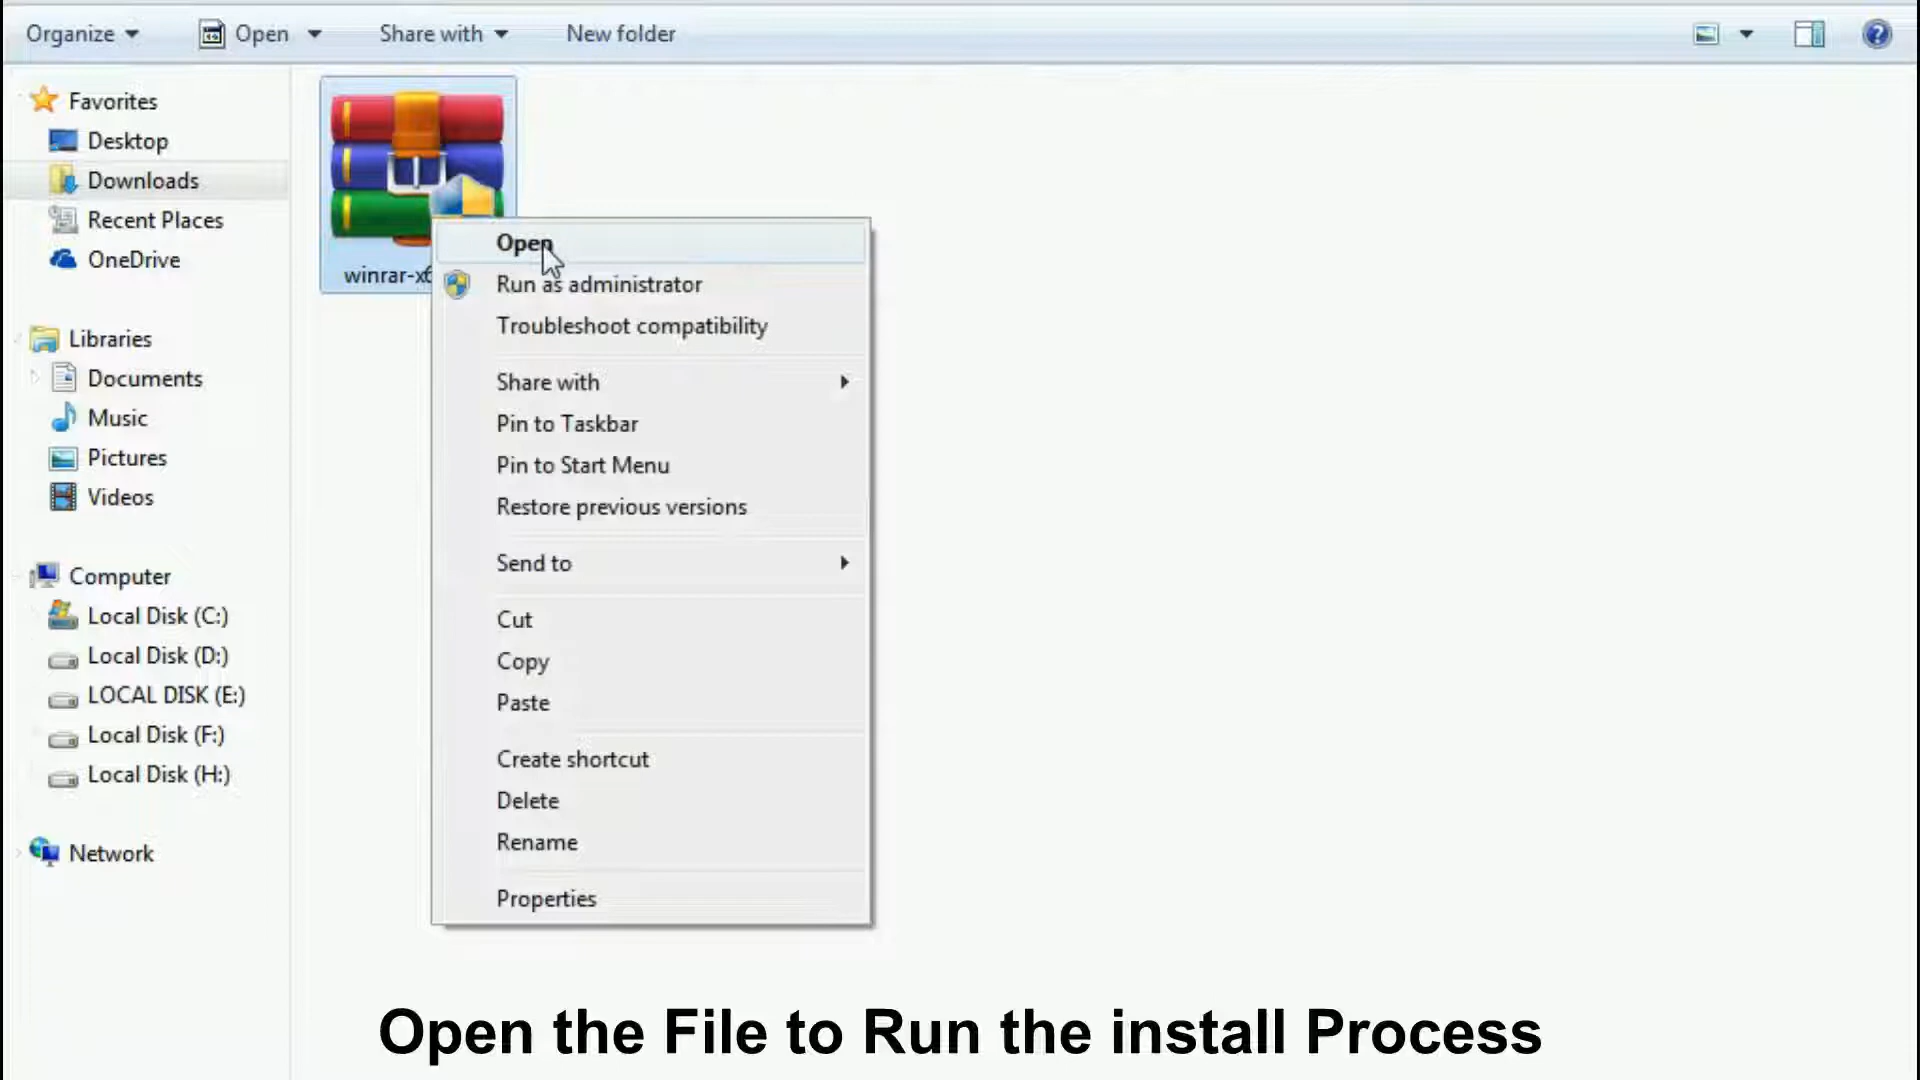 Organize
Open
Share with
New folder
Favorites
Desktop
Downloads
Recent Places
OneDrive
Libraries
Documents
Music
Pictures
Videos
Computer
Local Disk (C:)
Local Disk (D:)
LOCAL DISK (E:)
Local Disk (F:)
Local Disk (H:)
Network
winrar-x6
Open
Run as administrator
Troubleshoot compatibility
Share with
Pin to Taskbar
Pin to Start Menu
Restore previous versions
Send to
Cut
Copy
Paste
Create shortcut
Delete
Rename
Properties
Open the File to Run the install Process